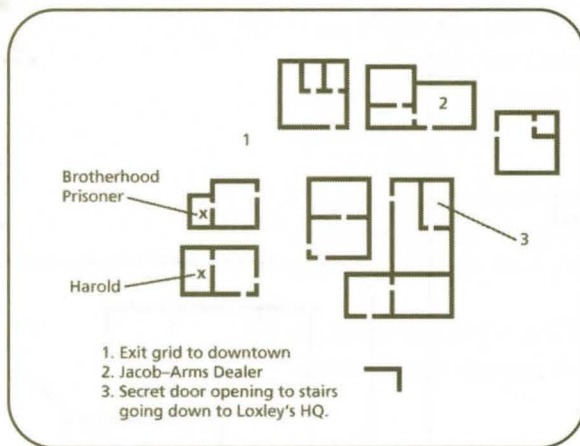 2
1
Brotherhood
Prisoner
x
3
Harold
x
1. Exit grid to downtown
2. Jacob–Arms Dealer
3. Secret door opening to stairs
going down to Loxley's HQ.